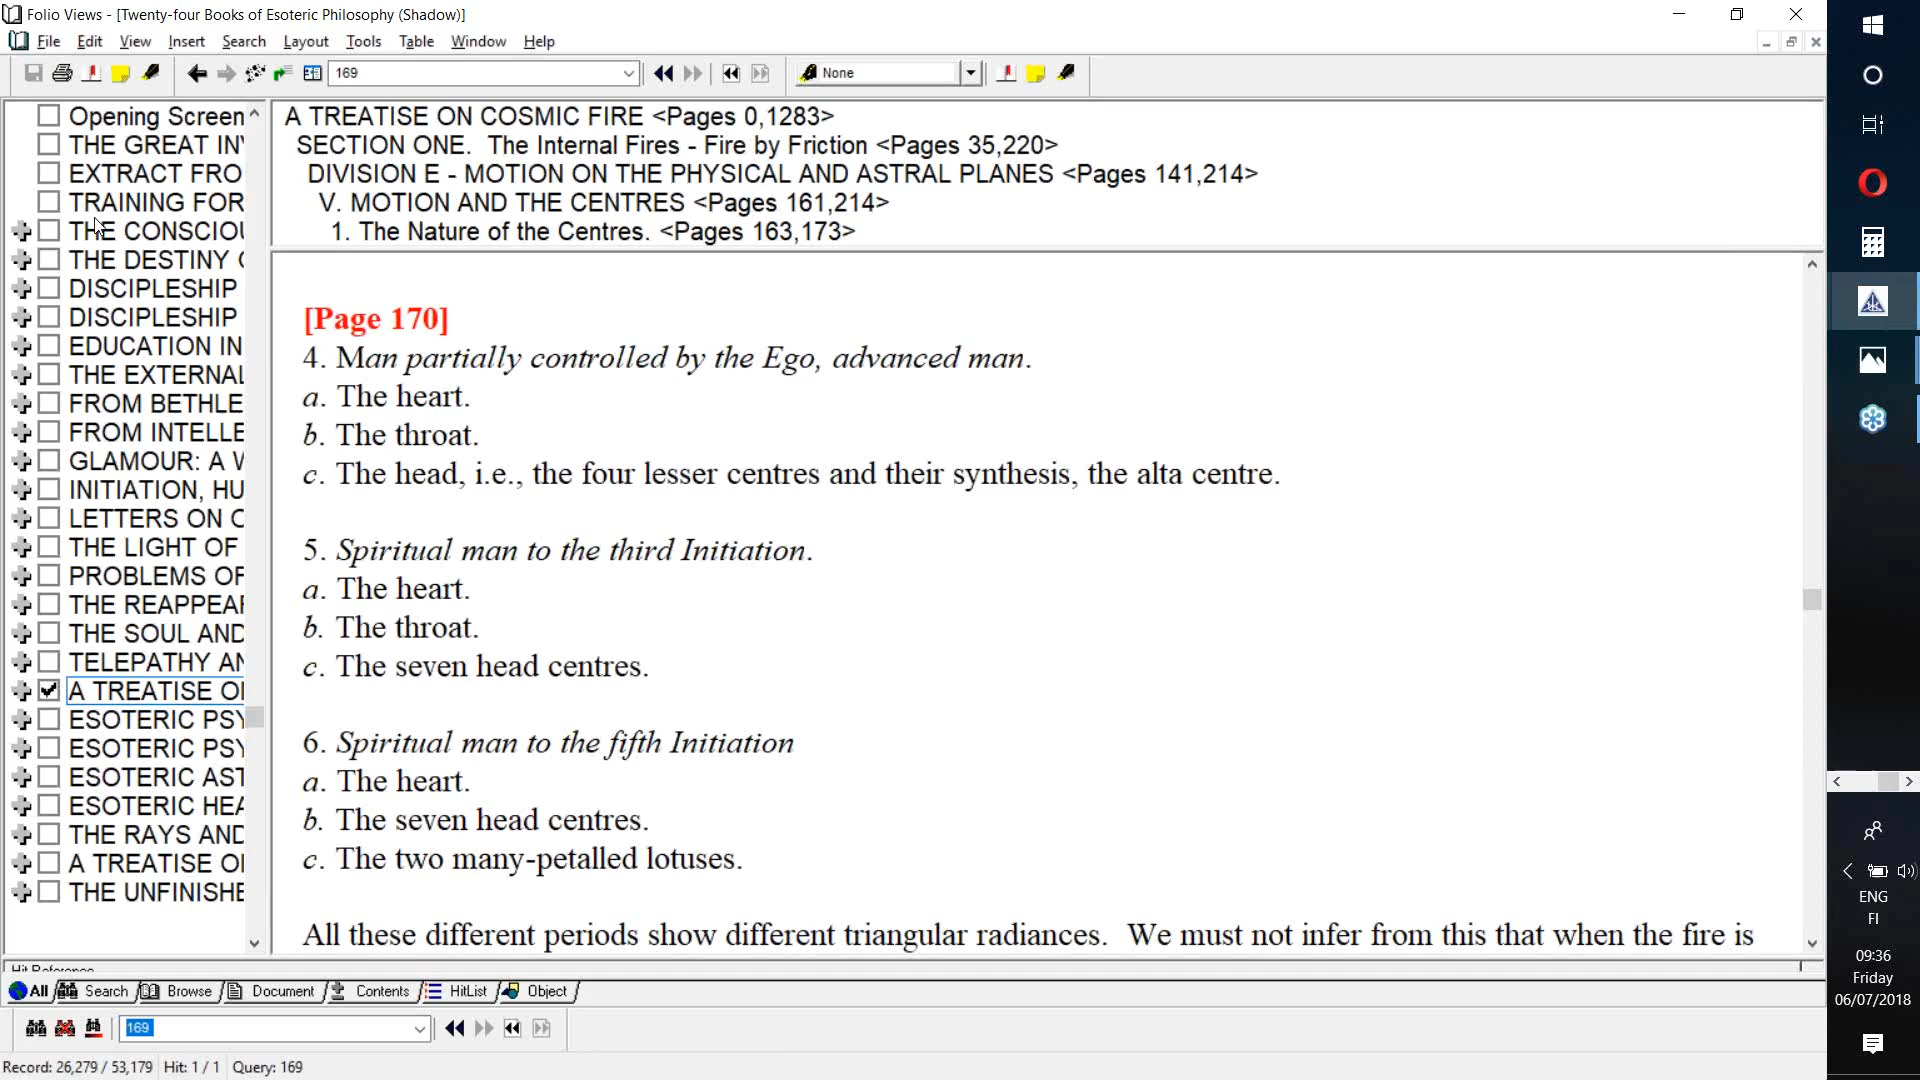 Folio Views - [Twenty-four Books of Esoteric Philosophy (Shadow)]
File Edit View Insert Search Layout Tools Table Window Help
169
None
Opening Screen
THE GREAT IN
EXTRACT FRO
TRAINING FOR
THE CONSCIOU
THE DESTINY
DISCIPLESHIP
DISCIPLESHIP
EDUCATION IN
THE EXTERNAL
FROM BETHLE
FROM INTELLE
GLAMOUR: A
INITIATION, HU
LETTERS ON
THE LIGHT OF
PROBLEMS OF
THE REAPPEAR
THE SOUL AND
TELEPATHY AN
A TREATISE O
ESOTERIC PSY
ESOTERIC PSY
ESOTERIC AST
ESOTERIC HEA
THE RAYS AND
A TREATISE O
THE UNFINISHE
A TREATISE ON COSMIC FIRE <Pages 0,1283>
SECTION ONE. The Internal Fires - Fire by Friction <Pages 35,220>
DIVISION E - MOTION ON THE PHYSICAL AND ASTRAL PLANES <Pages 141,214>
V. MOTION AND THE CENTRES <Pages 161,214>
1. The Nature of the Centres. <Pages 163,173>
[Page 170]
4. Man partially controlled by the Ego, advanced man.
a. The heart.
b. The throat.
c. The head, i.e., the four lesser centres and their synthesis, the alta centre.
5. Spiritual man to the third Initiation.
a. The heart.
b. The throat.
c. The seven head centres.
6. Spiritual man to the fifth Initiation
a. The heart.
b. The seven head centres.
c. The two many-petalled lotuses.
All these different periods show different triangular radiances. We must not infer from this that when the fire is
Hit Reference
All Search Browse Document Contents HitList Object
169
Record: 26,279 / 53,179 Hit: 1 / 1 Query: 169
ENG
FI
09:36
Friday
06/07/2018